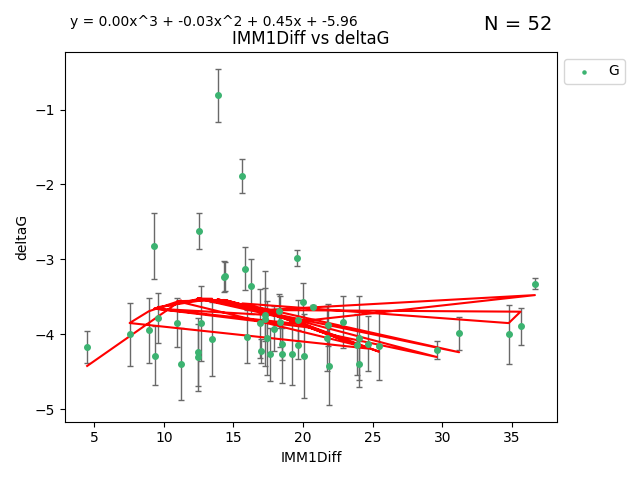 y = 0.00x^3 + -0.03x^2 + 0.45x + -5.96
N = 52
IMM1Diff vs deltaG
G
deltaG
−1
−2
−3
−4
−5
5 10 15 20 25 30 35
IMM1Diff